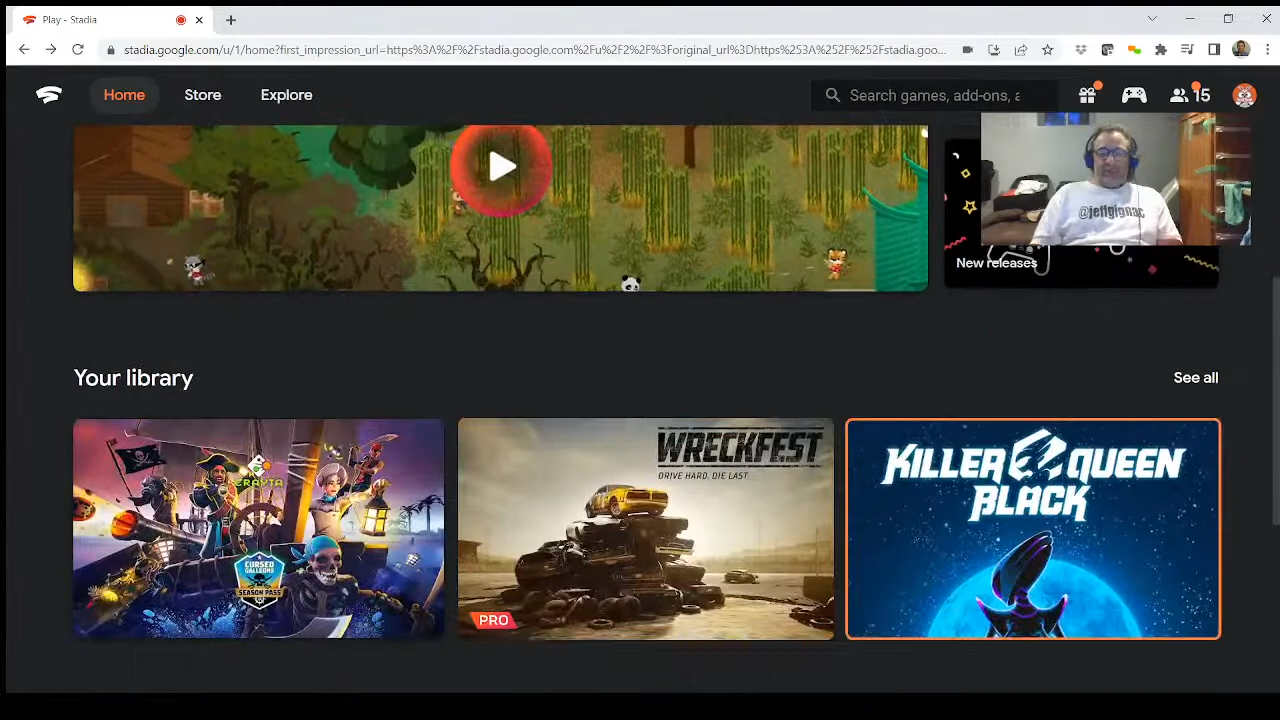 Play - Stadia
stadia.google.com/u/1/home?first_impression_url=https%3A%2F%2Fstadia.google.com%2Fu%2F2%2F%3Foriginal_url%3Dhttps%253A%252F%252Fstadia.goo...
Home
Store
Explore
Search games, add-ons, a
15
@jeffgignac
New releases
Your library
See all
CRAYTA
CURSED
GALLEONS
SEASON PASS
WRECKFEST
DRIVE HARD. DIE LAST.
PRO
KILLER QUEEN
BLACK